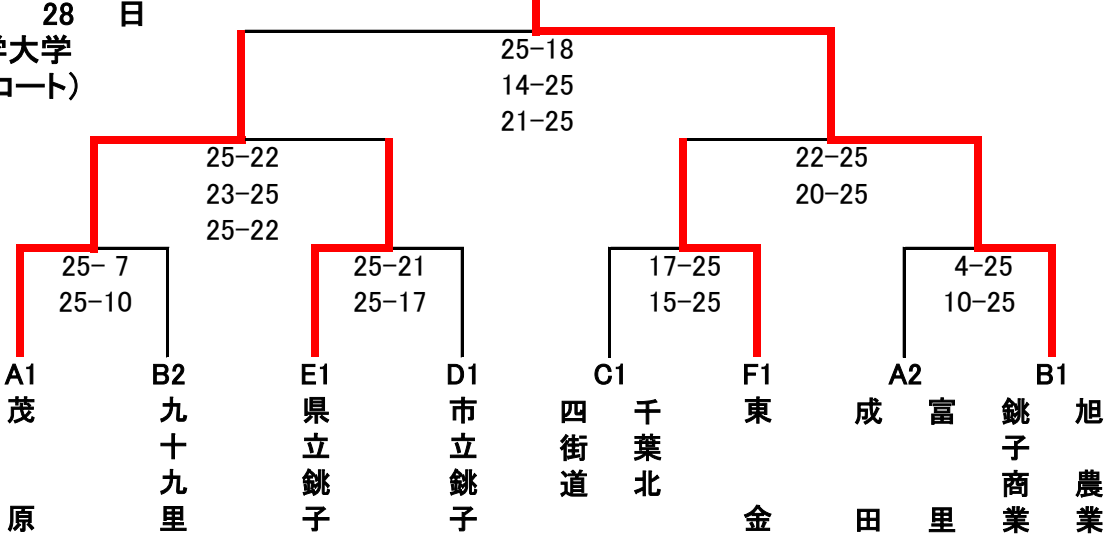 28 日
学大学
コート）
25-18
14-25
21-25
25-22
23-25
25-22
22-25
20-25
25- 7
25-10
25-21
25-17
17-25
15-25
4-25
10-25
A1
B2
E1
D1
C1
F1
A2
B1
茂原
九十九里
県立銚子
市立銚子
四街道
千葉北
東金
成田
富里
銚子商業
旭農業